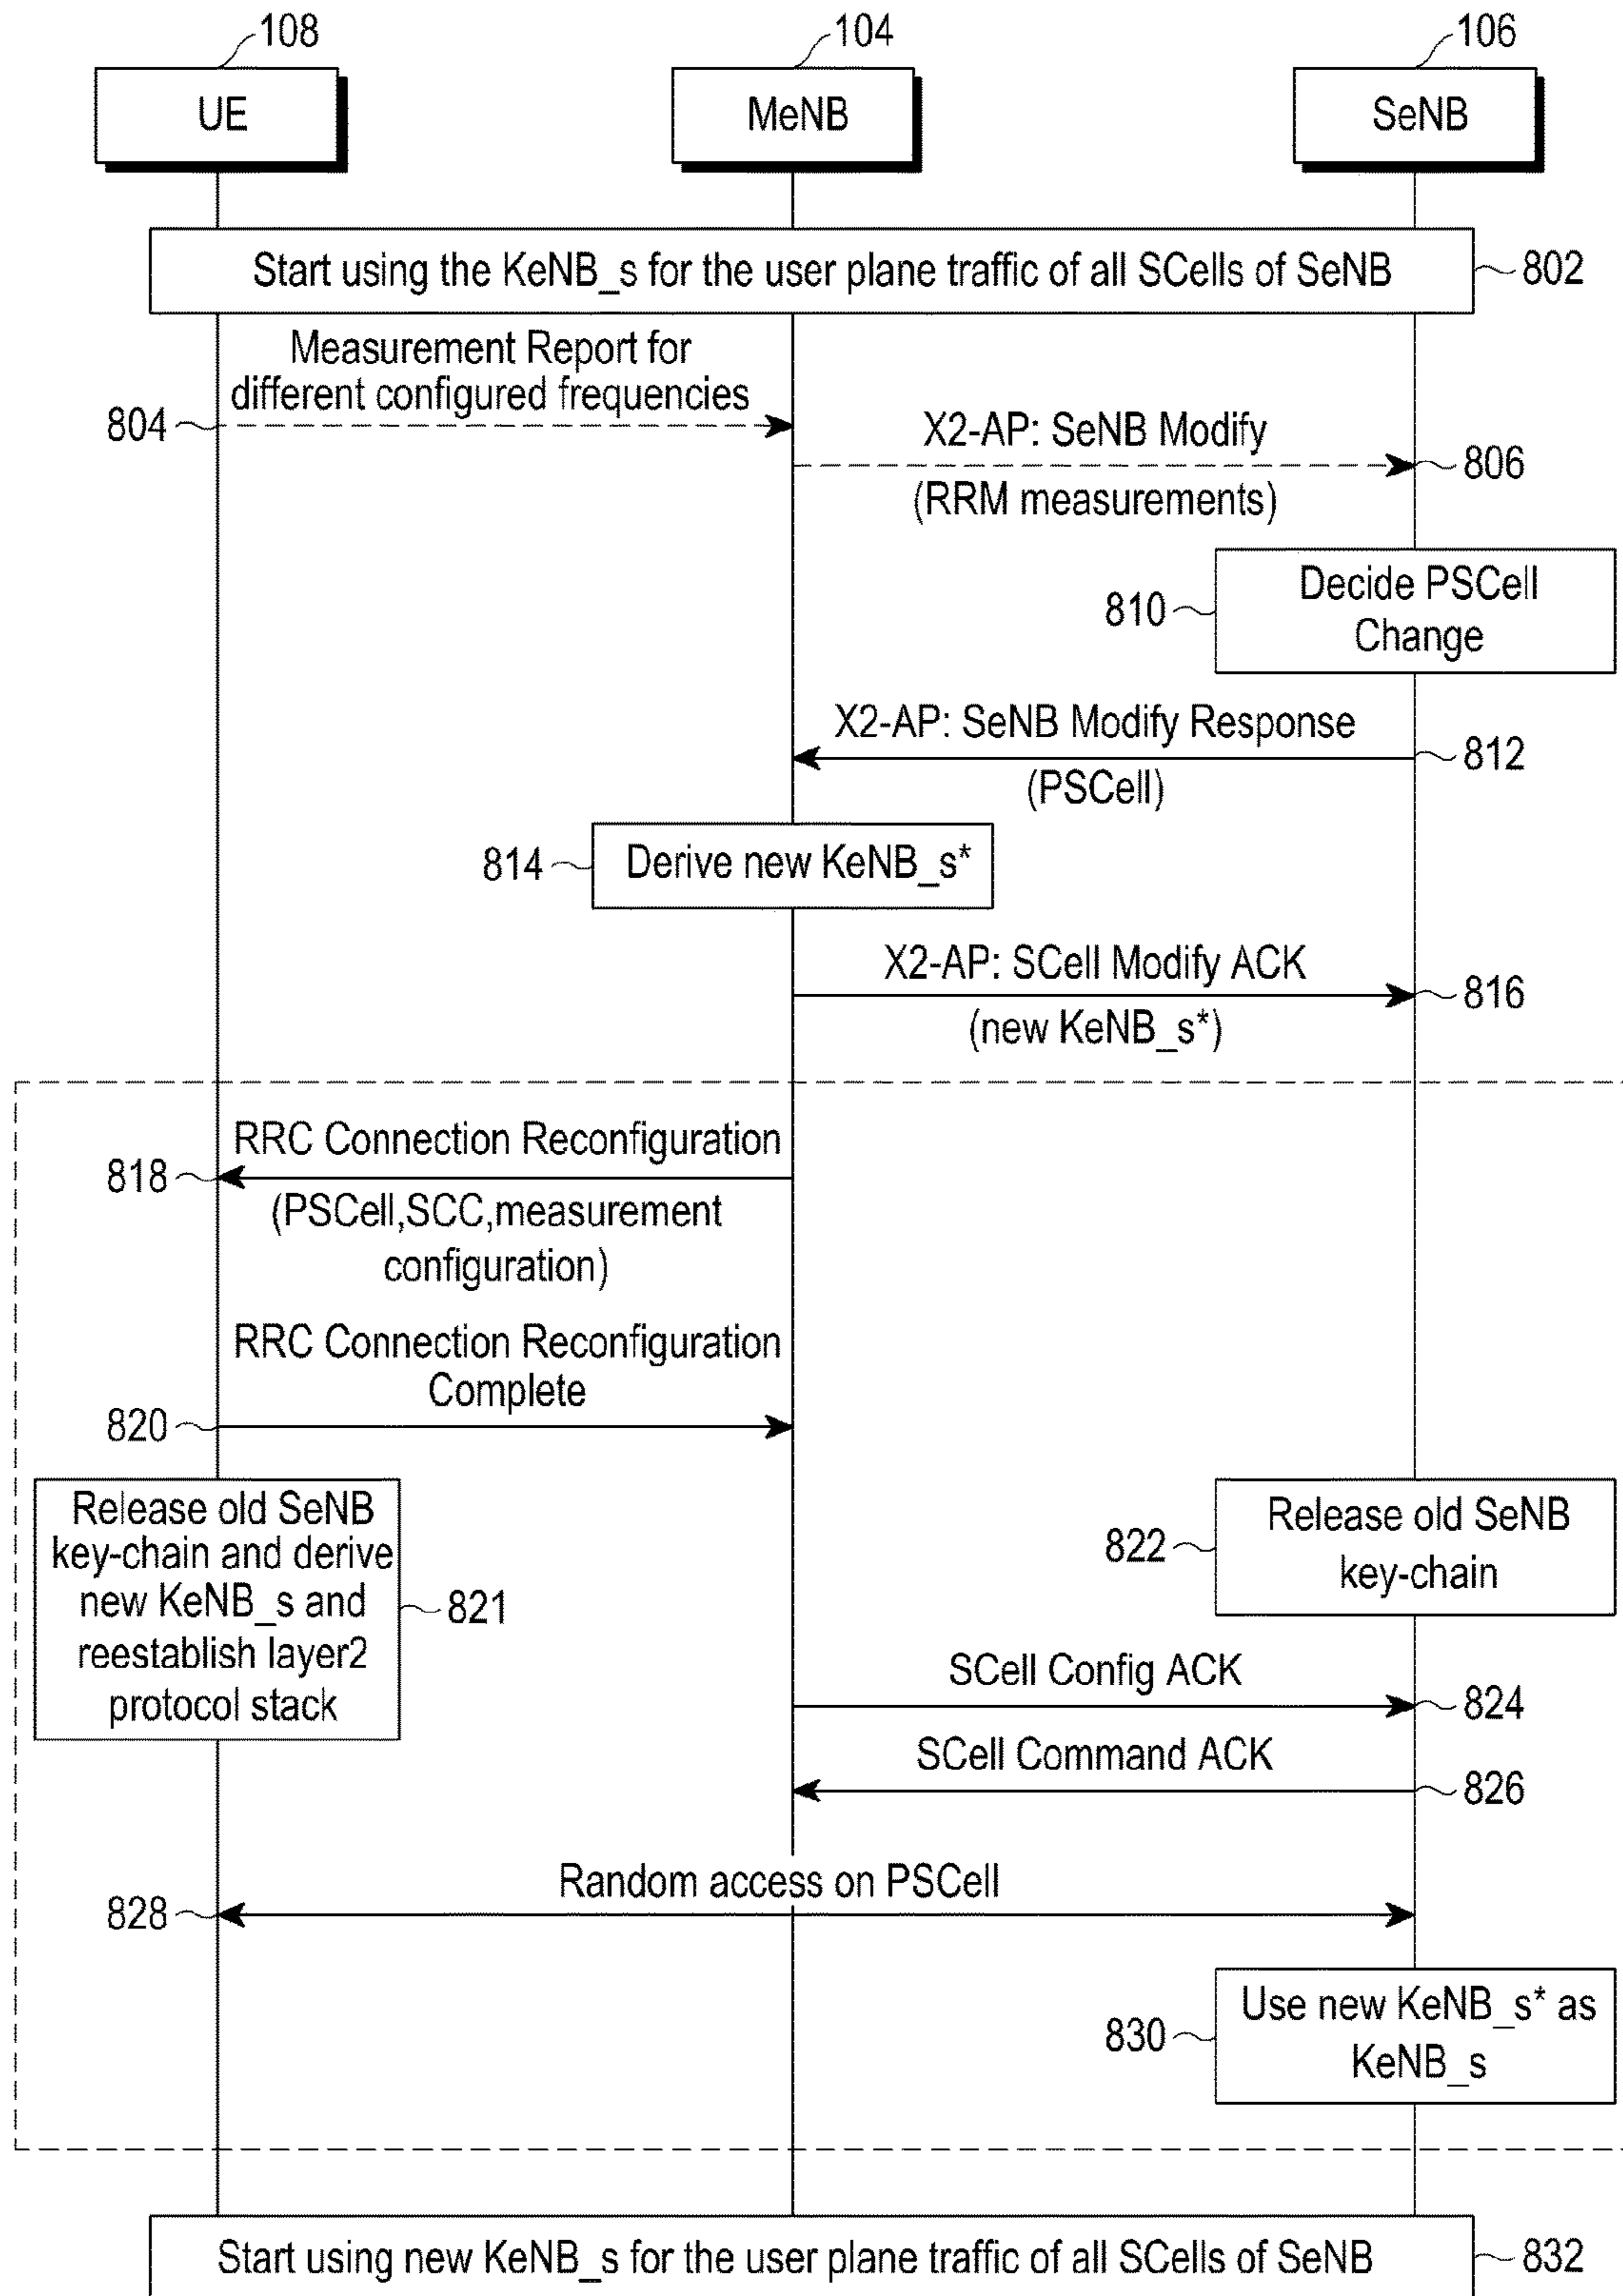 108
104
106
UE
MeNB
SeNB
Start using the KeNB_s for the user plane traffic of all SCells of SeNB
802
Measurement Report for
different configured frequencies
804
X2-AP: SeNB Modify
806
(RRM measurements)
Decide PSCell
Change
810
X2-AP: SeNB Modify Response
812
(PSCell)
Derive new KeNB_s*
814
X2-AP: SCell Modify ACK
816
(new KeNB_s*)
RRC Connection Reconfiguration
818
(PSCell,SCC,measurement
configuration)
RRC Connection Reconfiguration
Complete
820
Release old SeNB
key-chain and derive
new KeNB_s and
reestablish layer2
protocol stack
821
Release old SeNB
key-chain
822
SCell Config ACK
824
SCell Command ACK
826
Random access on PSCell
828
Use new KeNB_s* as
KeNB_s
830
Start using new KeNB_s for the user plane traffic of all SCells of SeNB
832